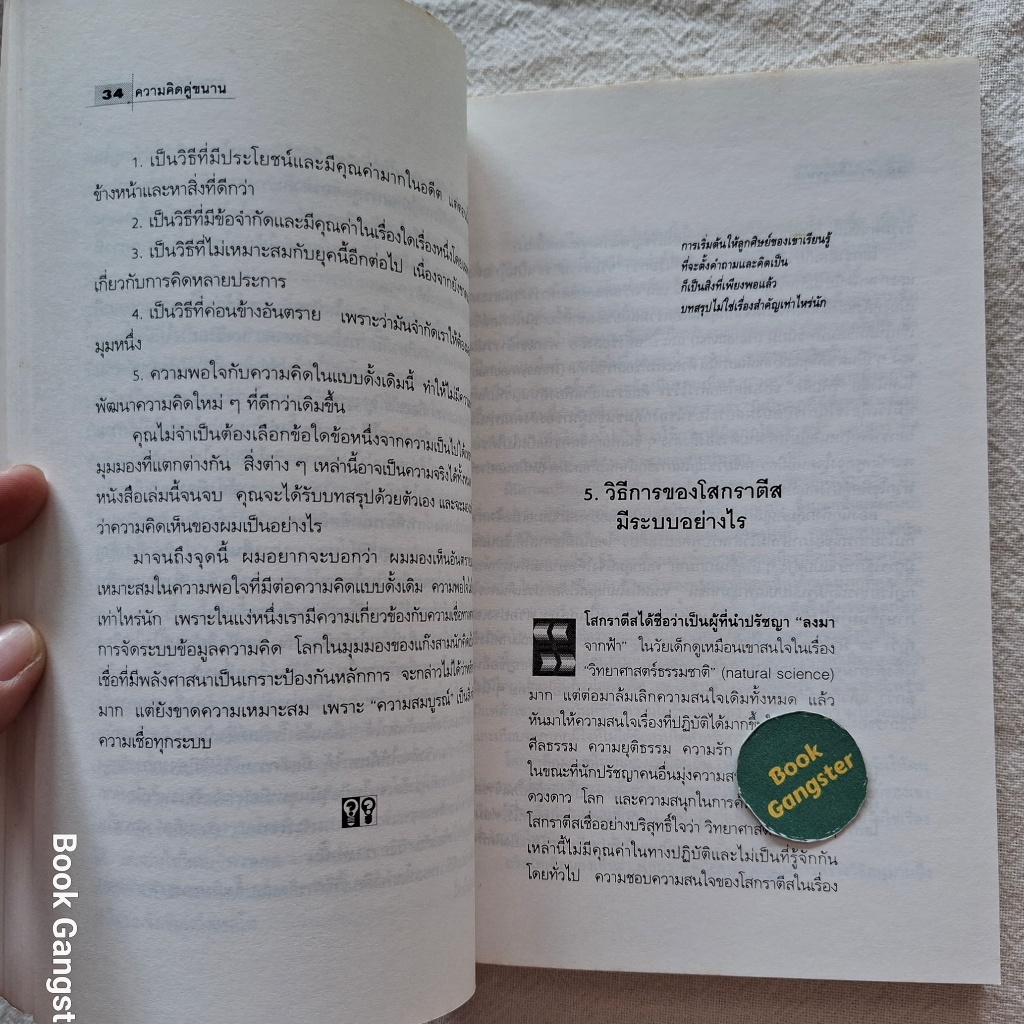 34 ความคิดคู่ขนาน
1. เป็นวิธีที่มีประโยชน์และมีคุณค่ามากในอดีต
ข้างหน้าและหาสิ่งที่ดีกว่า
2. เป็นวิธีที่มีข้อจำกัดและมีคุณค่าในเรื่องใดเรื่องหนึ่ง
3. เป็นวิธีที่ไม่เหมาะสมกับยุคนี้อีกต่อไป เนื่องจาก
เกี่ยวกับการคิดหลายประการ
4. เป็นวิธีที่ค่อนข้างอันตราย เพราะว่ามันจำกัดเราให้
มุมหนึ่ง
5. ความพอใจกับความคิดในแบบดั้งเดิมนี้ ทำให้ไม่มี
พัฒนาความคิดใหม่ ๆ ที่ดีกว่าเดิมขึ้น
คุณไม่จำเป็นต้องเลือกข้อใดข้อหนึ่งจากความเป็นไปได้
มุมมองที่แตกต่างกัน สิ่งต่าง ๆ เหล่านี้อาจเป็นความจริงได้
หนังสือเล่มนี้จนจบ คุณจะได้รับบทสรุปด้วยตัวเอง
ว่าความคิดเห็นของผมเป็นอย่างไร
มาจนถึงจุดนี้ ผมอยากจะบอกว่า ผมมองเห็น
เหมาะสมในความพอใจที่มีต่อความคิดแบบดั้งเดิม
เท่าไหร่นัก เพราะในแง่หนึ่งเรามีความเกี่ยวข้องกับความเชื่อ
การจัดระบบข้อมูลความคิด โลกในมุมมองของแก๊งสาม
เชื่อที่มีพลังศาสนาเป็นเกราะป้องกันหลักการ จะกล่าวไม่ได้ว่า
มาก แต่ยังขาดความเหมาะสม เพราะ “ความสมบูรณ์”
ความเชื่อทุกระบบ
การเริ่มต้นให้ลูกศิษย์ของเขาเรียนรู้
ที่จะตั้งคำถามและคิดเป็น
ก็เป็นสิ่งที่เพียงพอแล้ว
บทสรุปไม่ใช่เรื่องสำคัญเท่าไหร่นัก
5. วิธีการของโสกราตีส
มีระบบอย่างไร
โสกราตีสได้ชื่อว่าเป็นผู้ที่นำปรัชญา “ลงมา
จากฟ้า” ในวัยเด็กดูเหมือนเขาสนใจในเรื่อง
“วิทยาศาสตร์ธรรมชาติ” (natural science)
มาก แต่ต่อมาล้มเลิกความสนใจเดิมทั้งหมด แล้ว
หันมาให้ความสนใจเรื่องที่ปฏิบัติได้มากขึ้น
ศีลธรรม ความยุติธรรม ความรัก
ในขณะที่นักปรัชญาคนอื่นมุ่ง
ดวงดาว โลก และความสนุกในการ
โสกราตีสเชื่ออย่างบริสุทธิ์ใจว่า
เหล่านี้ไม่มีคุณค่าในทางปฏิบัติและไม่เป็นที่รู้จักกัน
โดยทั่วไป ความชอบความสนใจของโสกราตีสในเรื่อง
Book
Gangster
Book Gangst